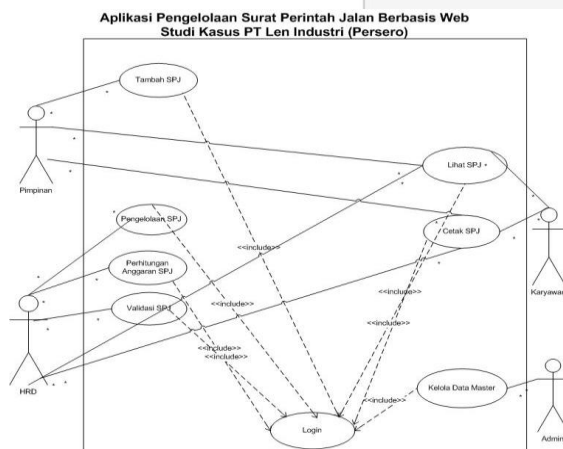 Aplikasi Pengelolaan Surat Perintah Jalan Berbasis Web
Studi Kasus PT Len Industri (Persero)
Tambah SPJ
Pimpinan
Lihat SPJ
Pengelolaan SPJ
Cetak SPJ
<<include>>
Perhitungan
Anggaran SPJ
Karyawan
<<include>>
Validasi SPJ
<<include>>
<<include>>
<<include>>
<<include>>
HRD
Kelola Data Master
<<include>>
Login
Admin